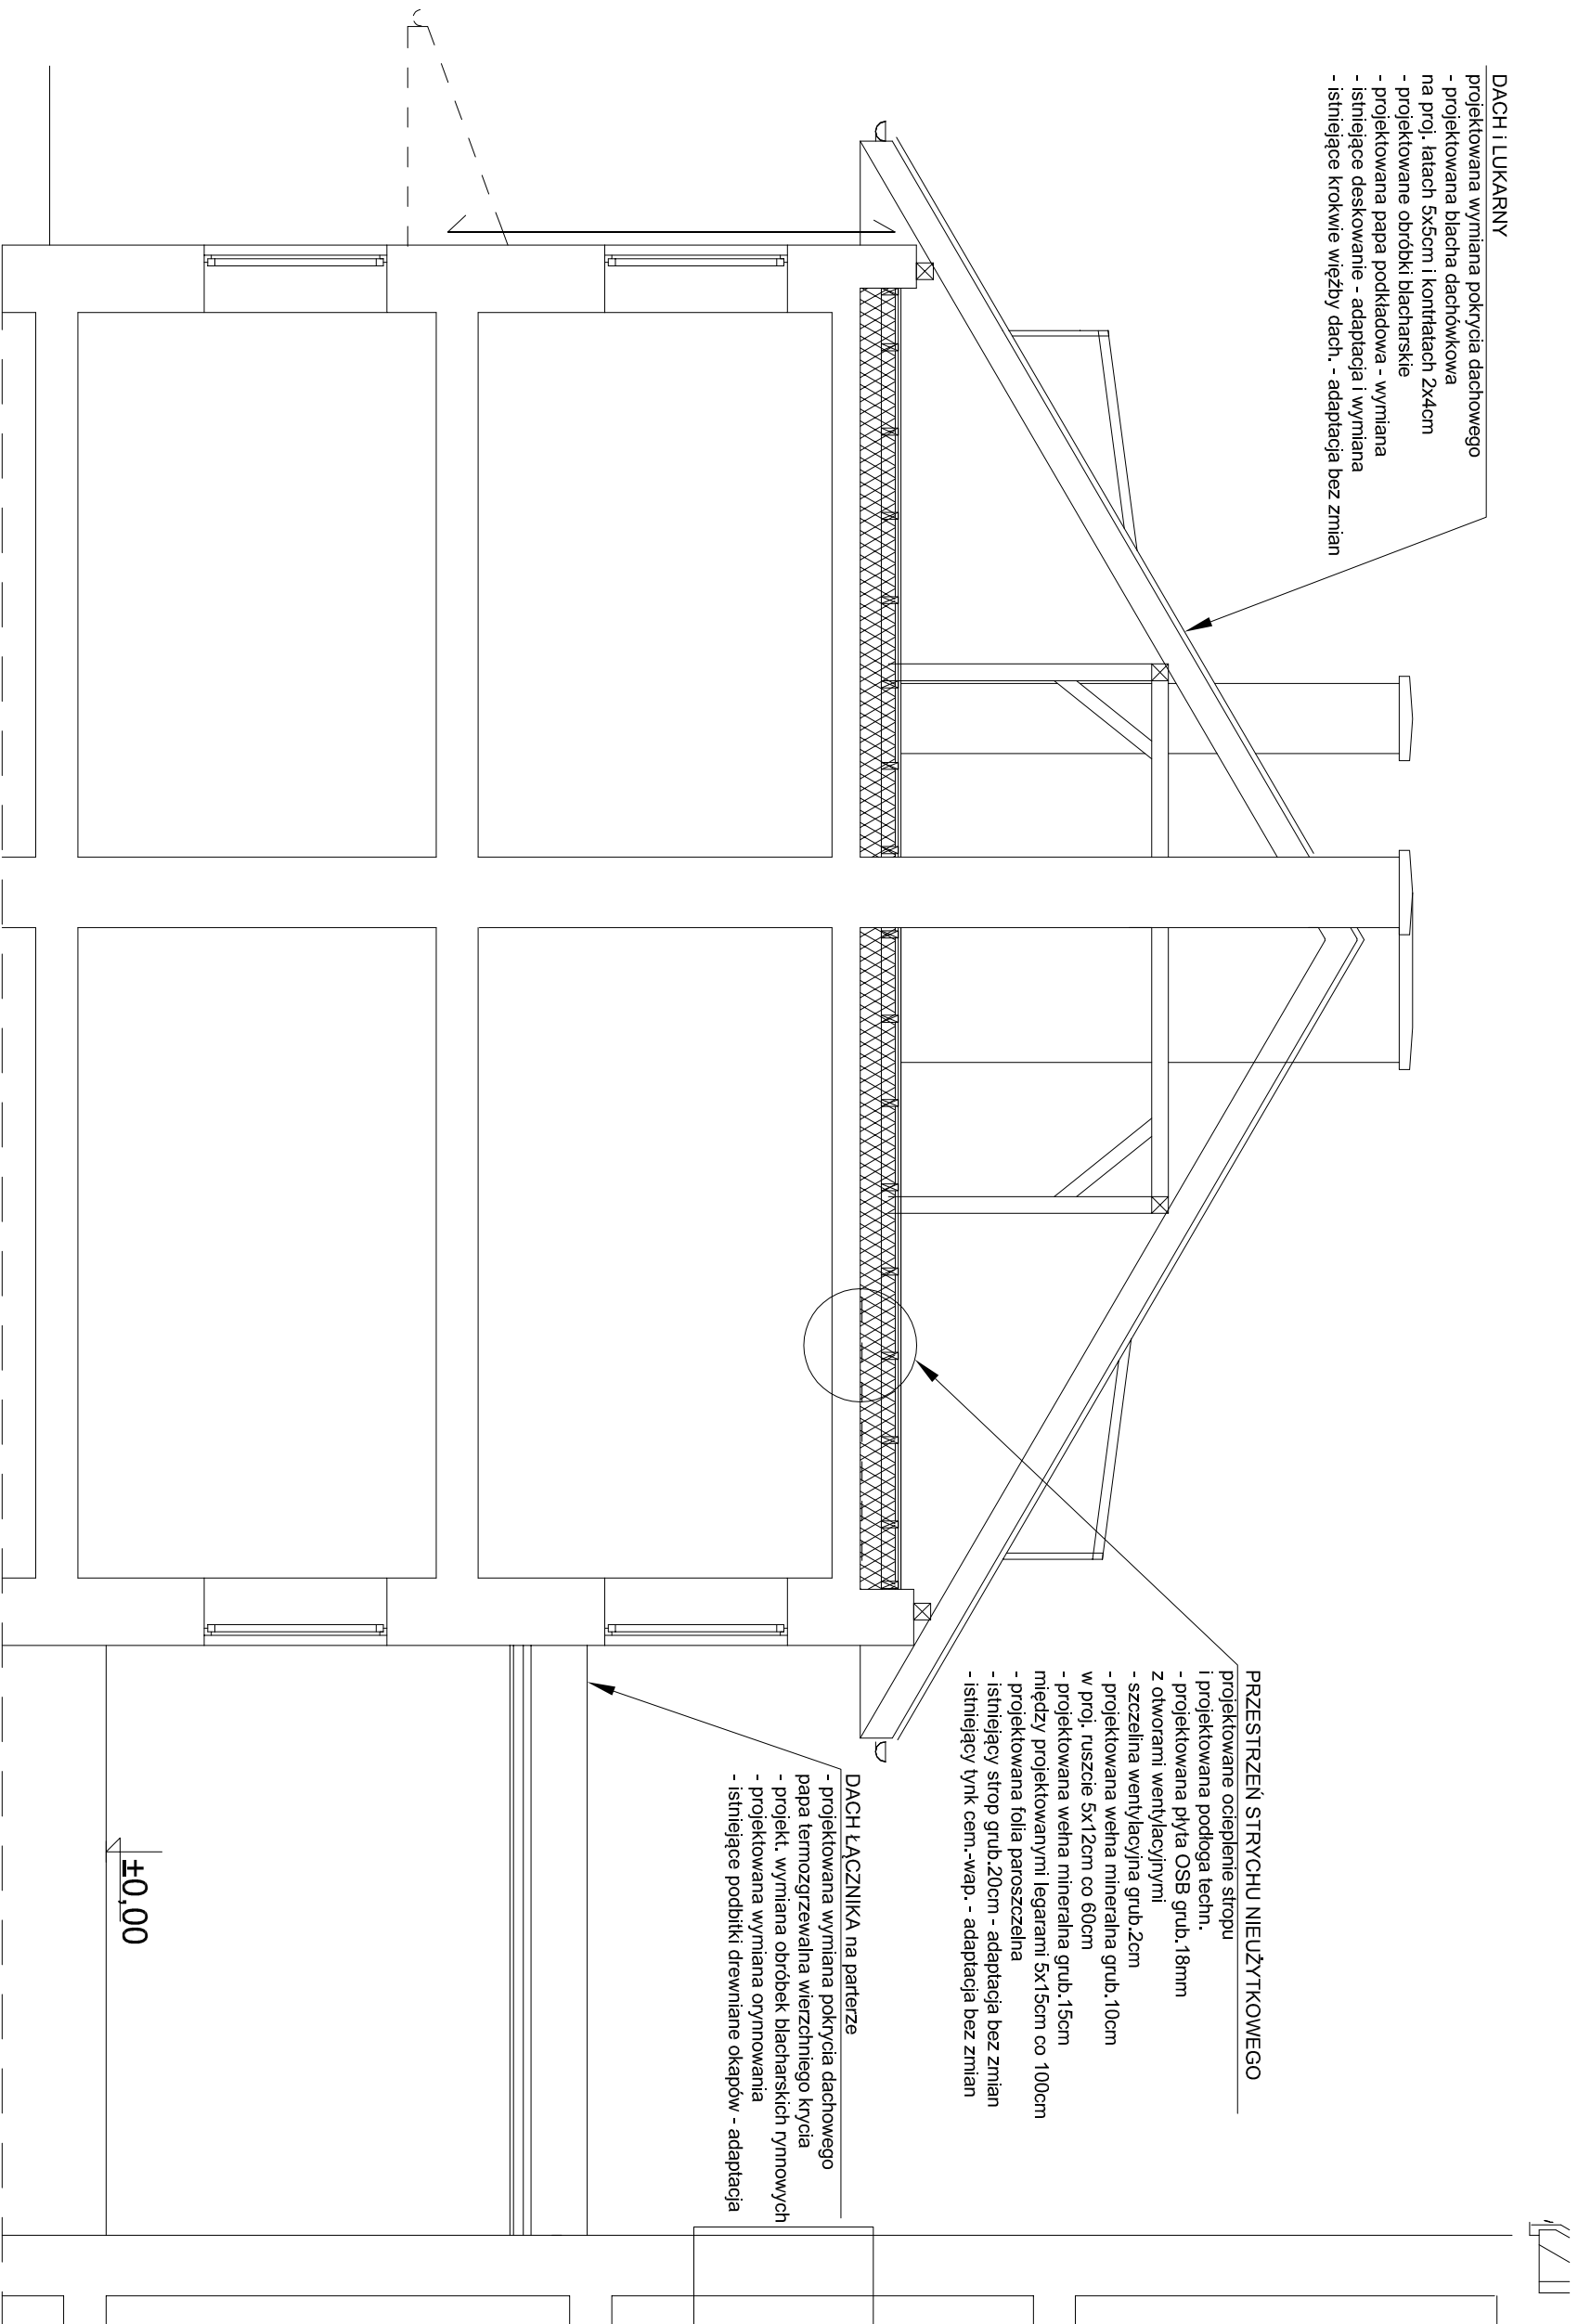 DACH i LUKARNY
projektowana wymiana pokrycia dachowego
- projektowana blacha dachówkowa
na proj. łatach 5x5cm i kontrłatach 2x4cm
- projektowane obróbki blacharskie
- projektowana papa podkładowa - wymiana
- istniejące deskowanie - adaptacja i wymiana
- istniejące krokwie więźby dach. - adaptacja bez zmian
PRZESTRZEŃ STRYCHU NIEUŻYTKOWEGO
projektowane ocieplenie stropu
i projektowana podłoga techn.
- projektowana płyta OSB grub.18mm
z otworami wentylacyjnymi
- szczelina wentylacyjna grub.2cm
- projektowana wełna mineralna grub.10cm
w proj. ruszcie 5x12cm co 60cm
- projektowana wełna mineralna grub.15cm
między projektowanymi legarami 5x15cm co 100cm
- projektowana folia paroszczelna
- istniejący strop grub.20cm - adaptacja bez zmian
- istniejący tynk cem.-wap. - adaptacja bez zmian
DACH ŁĄCZNIKA na parterze
- projektowana wymiana pokrycia dachowego
papa termozgrzewalna wierzchniego krycia
- projekt. wymiana obróbek blacharskich rynnowych
- projektowana wymiana orynnowania
- istniejące podbitki drewniane okapów - adaptacja
±0,00